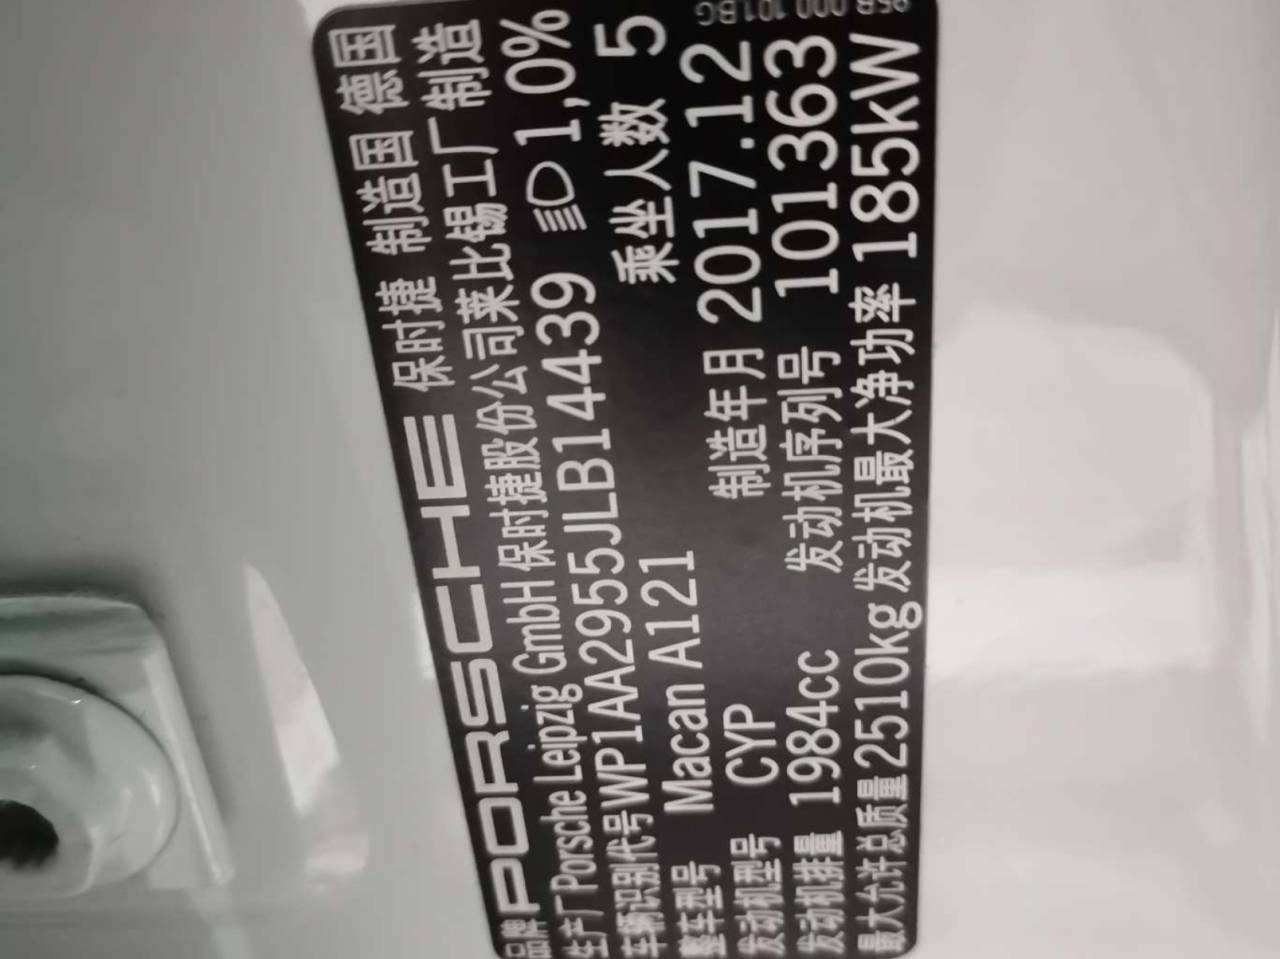 品牌 PORSCHE 保时捷 制造国 德国
生产厂 Porsche Leipzig GmbH 保时捷股份公司莱比锡工厂制造
车辆识别代号 WP1AA2955JLB14439 1,0%
整车型号 Macan A121 乘坐人数 5
发动机型号 CYP 制造年月 2017.12
发动机排量 1984cc 发动机序列号 101363
最大允许总质量 2510kg 发动机最大净功率 185kW
95B 000 101BG